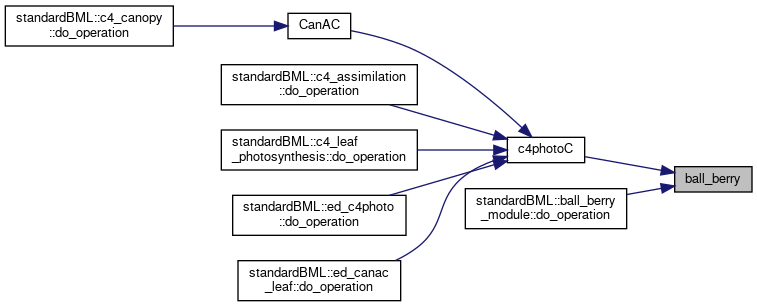 standardBML::c4_canopy
::do_operation
CanAC
standardBML::c4_assimilation
::do_operation
standardBML::c4_leaf
_photosynthesis::do_operation
c4photoC
ball_berry
standardBML::ed_c4photo
::do_operation
standardBML::ball_berry
_module::do_operation
standardBML::ed_canac
_leaf::do_operation